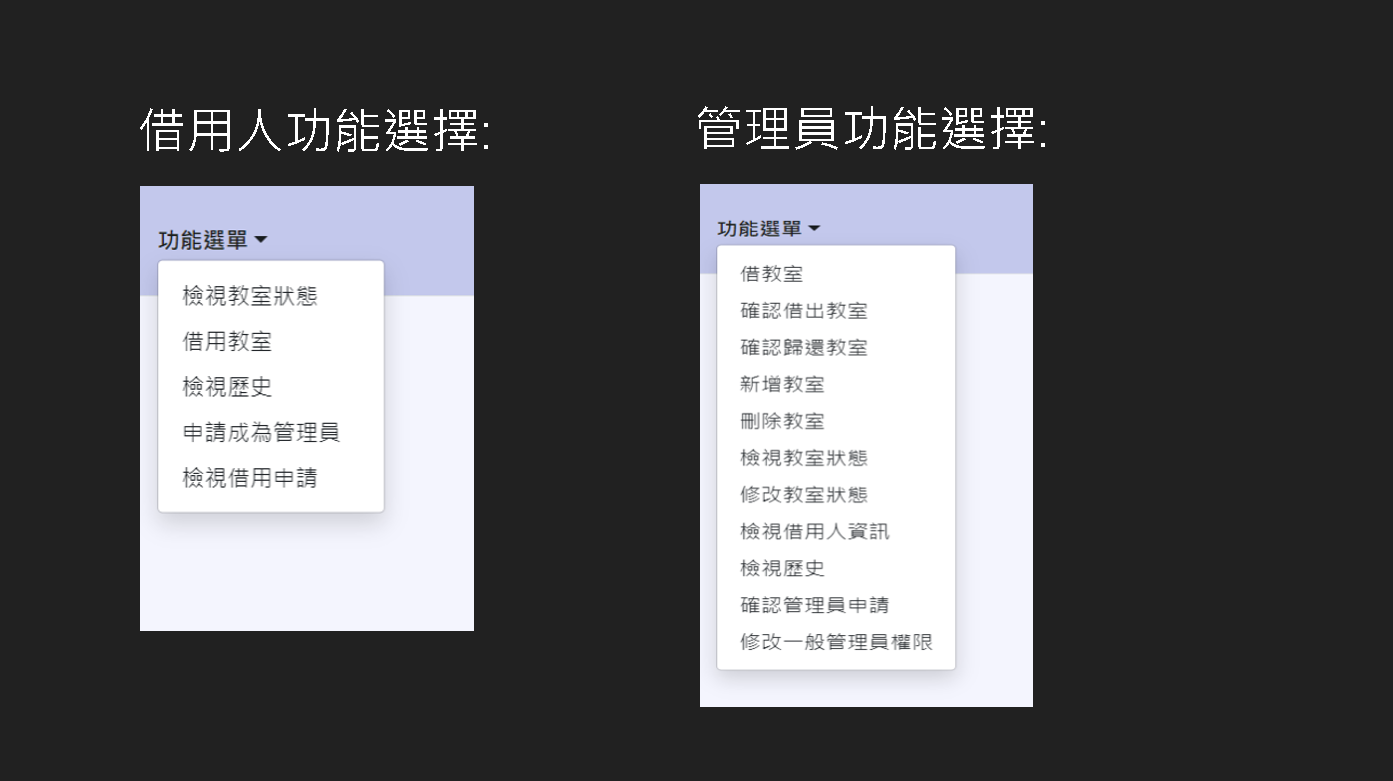 借用人功能選擇:
功能選單
檢視教室狀態
借用教室
檢視歷史
申請成為管理員
檢視借用申請
管理員功能選擇:
功能選單
借教室
確認借出教室
確認歸還教室
新增教室
刪除教室
檢視教室狀態
修改教室狀態
檢視借用人資訊
檢視歷史
確認管理員申請
修改一般管理員權限